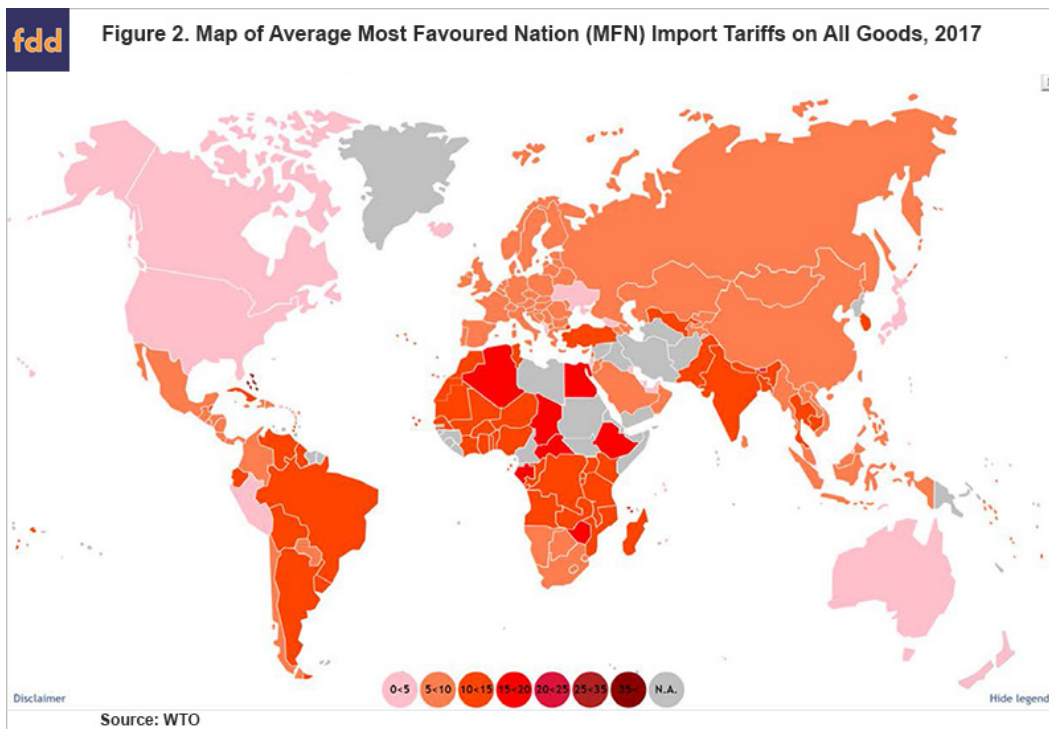 fdd
Figure 2. Map of Average Most Favoured Nation (MFN) Import Tariffs on All Goods, 2017
0<5 5<10 10<15 15<20 20<25 25<35 35< N.A.
Disclaimer
Hide legend
Source: WTO